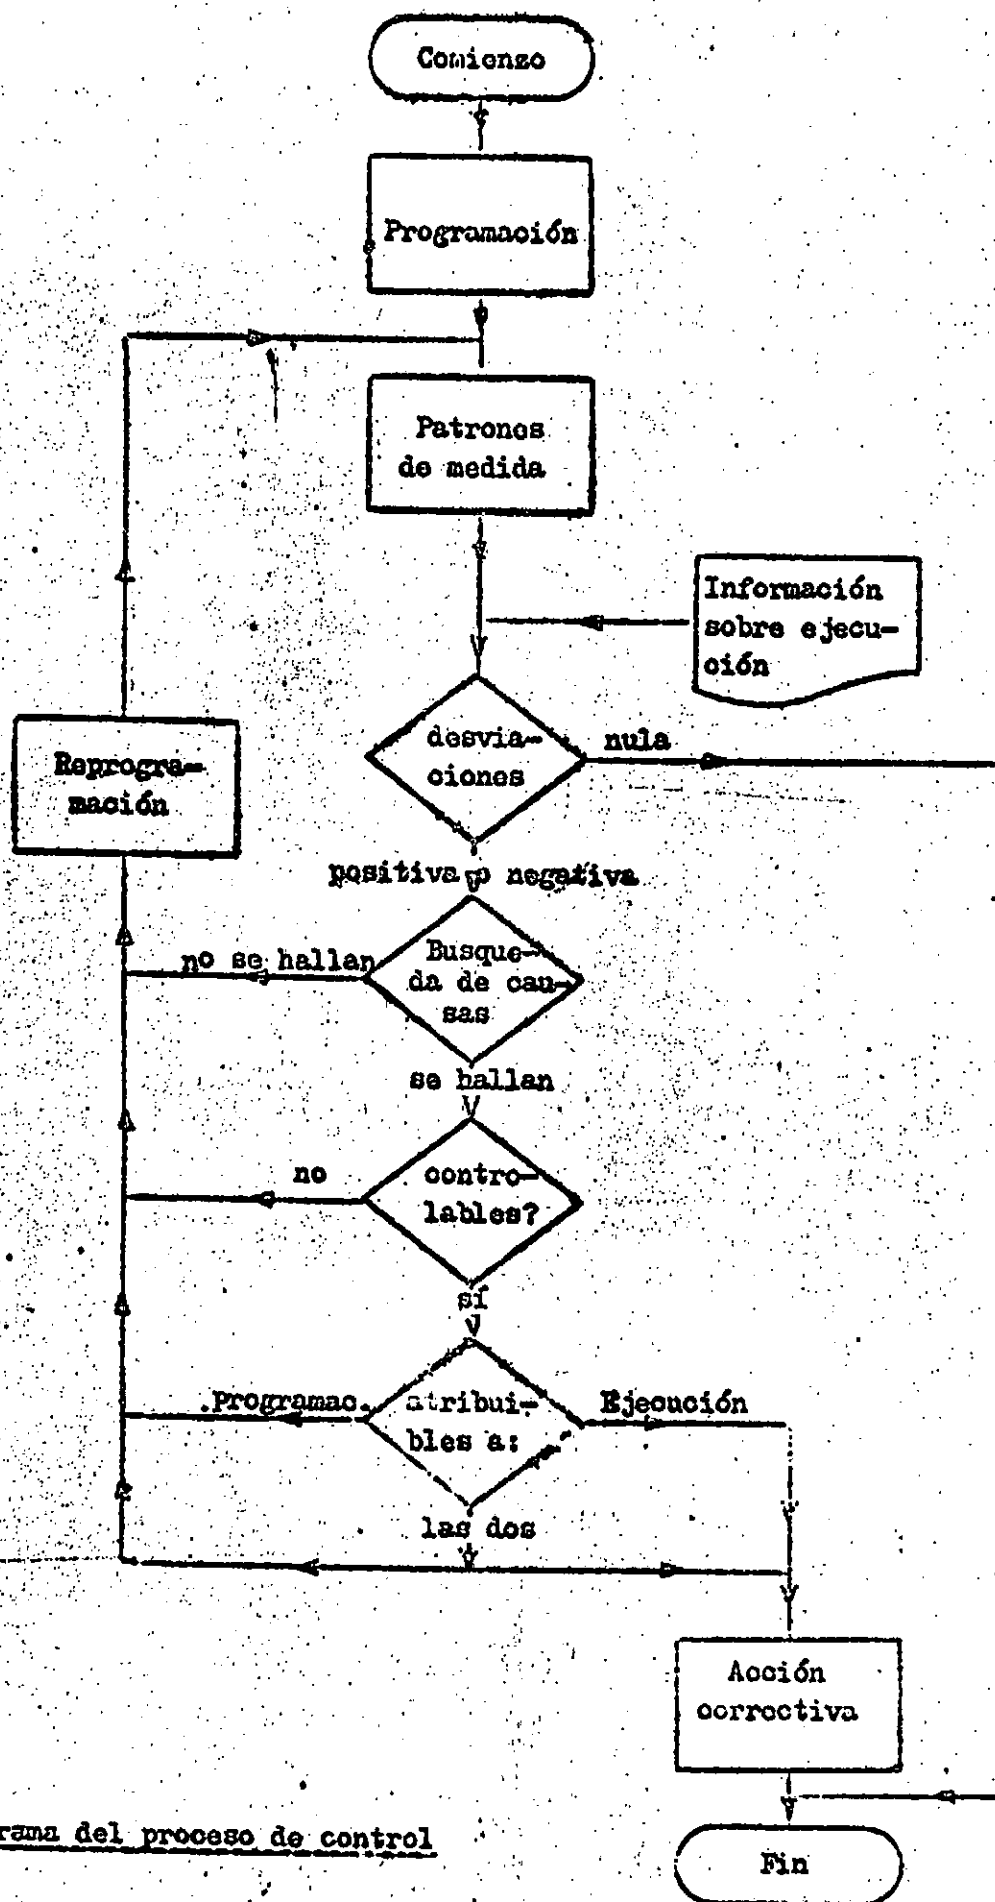 Comienzo
Programación
Patrones
de medida
Información
sobre ejecu-
ción
desvia-
ciones
nula
Reprogra-
mación
positiva o negativa
no se hallan
Busque-
da de cau-
sas
se hallan
no
contro-
lables?
sí
Programac.
atribui-
bles a:
Ejecución
las dos
Acción
correctiva
rama del proceso de control
Fin